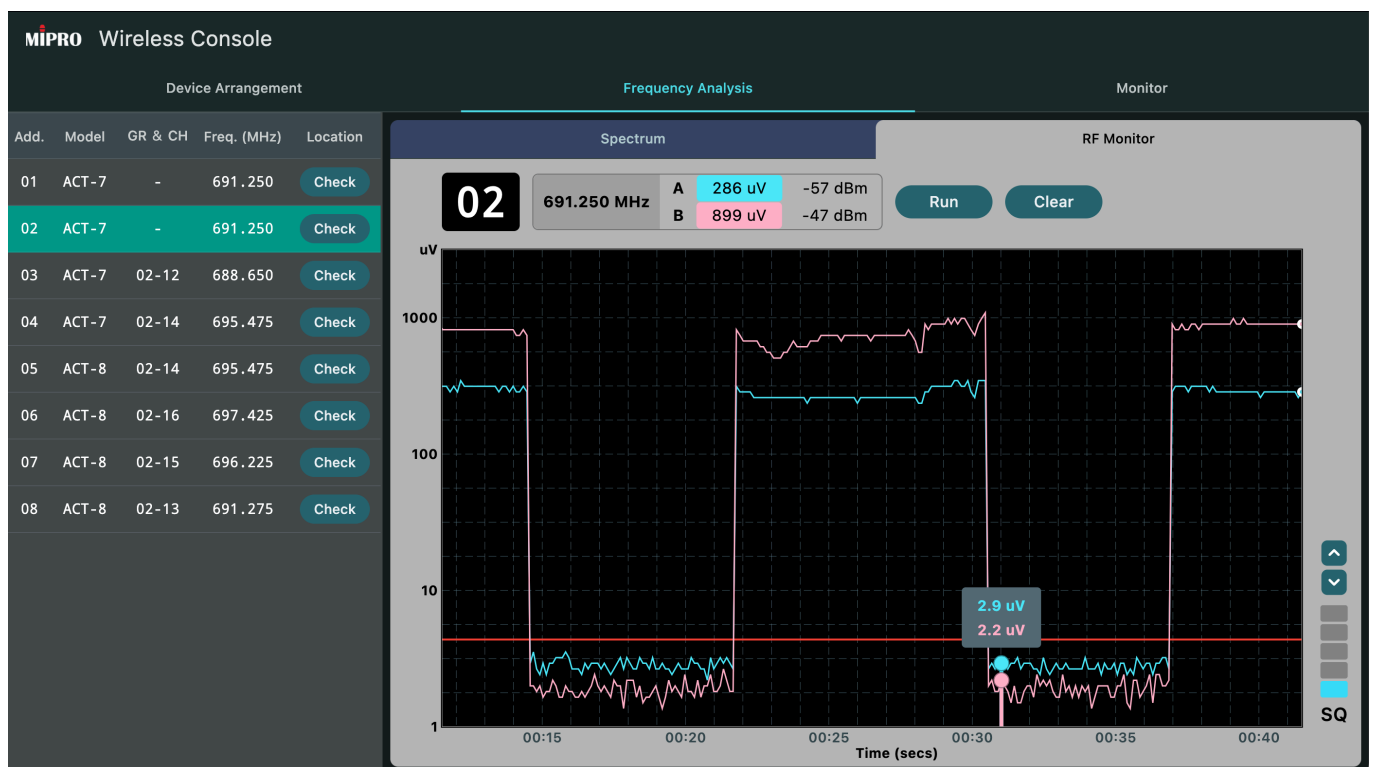 MIPRO Wireless Console
Device Arrangement Frequency Analysis Monitor
Add. Model GR & CH Freq. (MHz) Location
01 ACT-7 - 691.250 Check
02 ACT-7 - 691.250 Check
03 ACT-7 02-12 688.650 Check
04 ACT-7 02-14 695.475 Check
05 ACT-8 02-14 695.475 Check
06 ACT-8 02-16 697.425 Check
07 ACT-8 02-15 696.225 Check
08 ACT-8 02-13 691.275 Check
Spectrum RF Monitor
02 691.250 MHz
A 286 uV -57 dBm
B 899 uV -47 dBm
Run Clear
uV
1000
100
10
1
2.9 uV
2.2 uV
00:15 00:20 00:25 00:30 00:35 00:40
Time (secs)
SQ